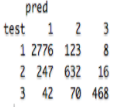 pred
test 1 2 3
1 2776 123 8
2 247 632 16
3 42 70 468